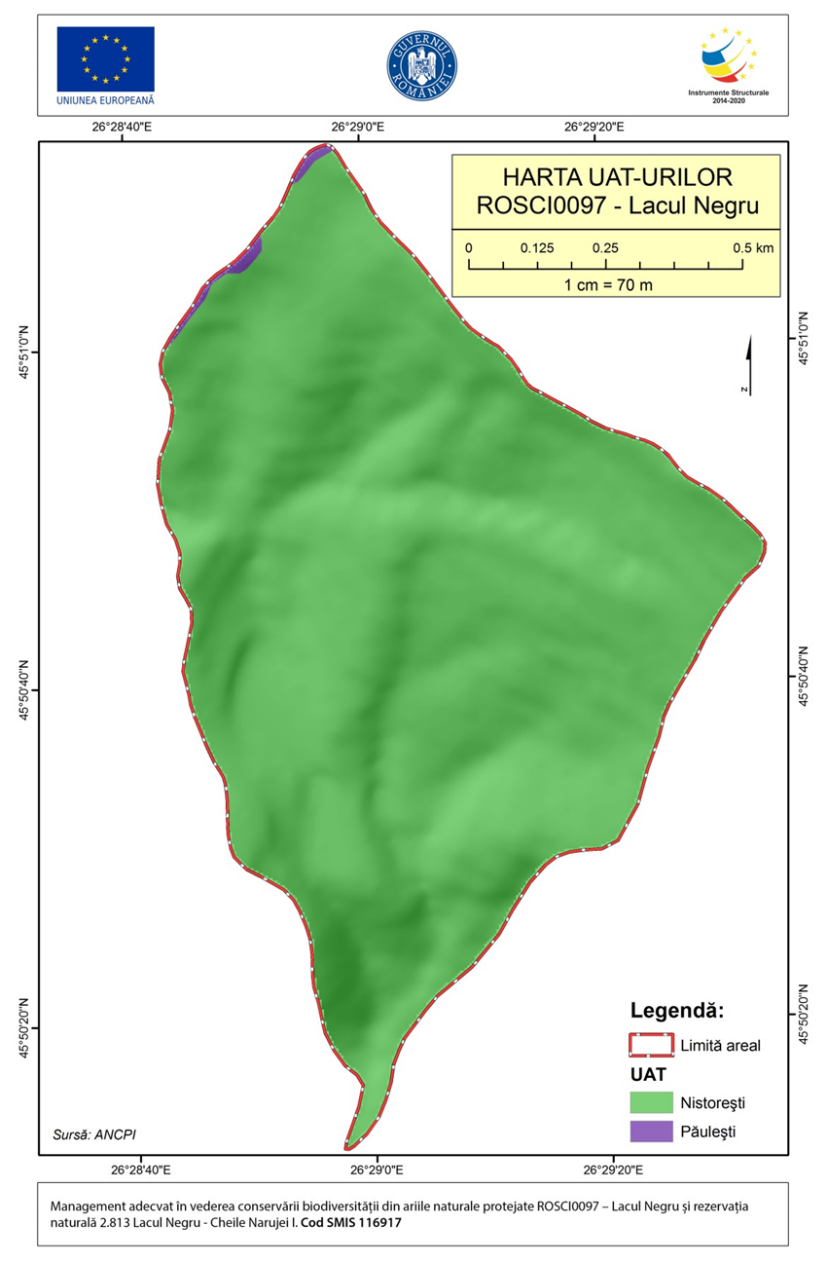 UNIUNEA EUROPEANĂ
GUVERNUL
ROMÂNIEI
Instrumente Structurale
2014-2020
26°28'40"E
26°29'0"E
26°29'20"E
HARTA UAT-URILOR
ROSCI0097 - Lacul Negru
0 0.125 0.25 0.5 km
1 cm = 70 m
45°51'0"N
45°51'0"N
N
45°50'40"N
45°50'40"N
45°50'20"N
45°50'20"N
Legendă:
Limită areal
UAT
Nistorești
Păulești
Sursă: ANCPI
26°28'40"E
26°29'0"E
26°29'20"E
Management adecvat în vederea conservării biodiversității din ariile naturale protejate ROSCI0097 – Lacul Negru și rezervația
naturală 2.813 Lacul Negru - Cheile Narujei I. Cod SMIS 116917